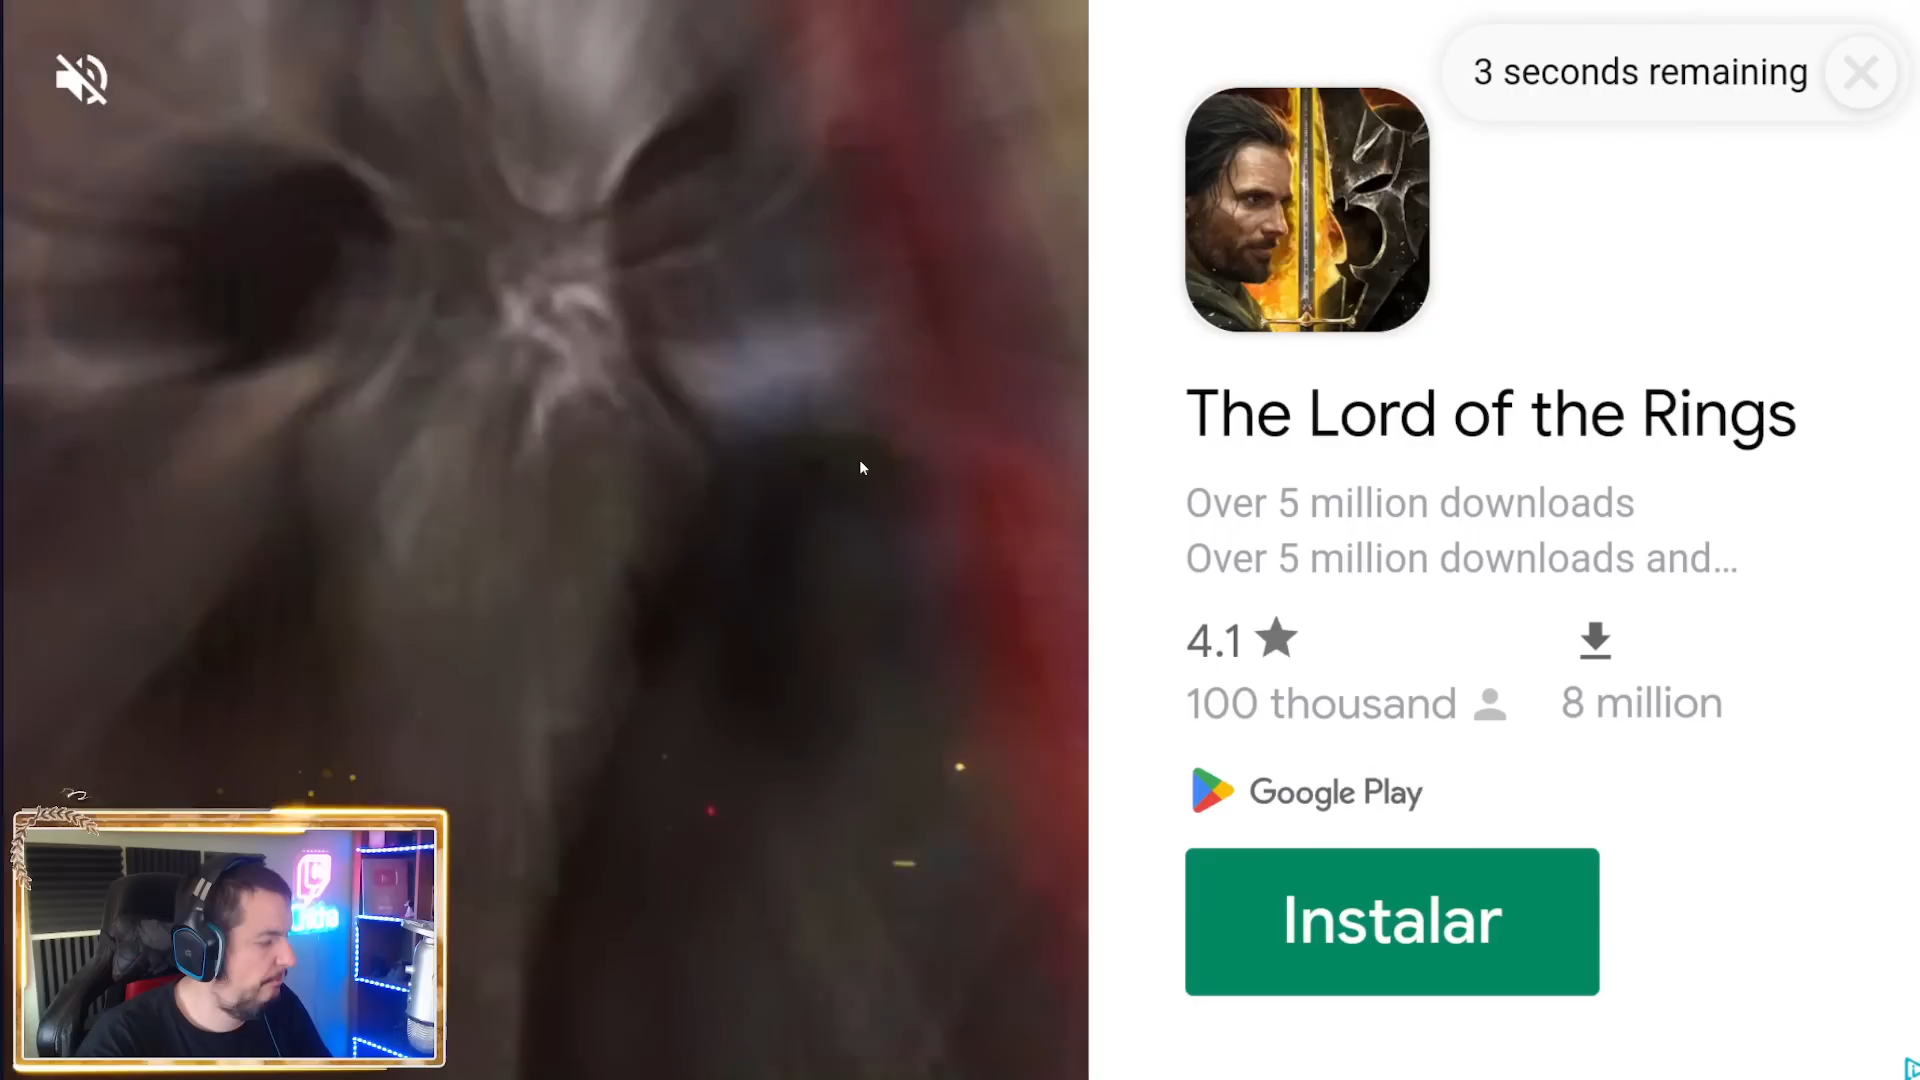 3 seconds remaining
The Lord of the Rings
Over 5 million downloads
Over 5 million downloads and...
4.1
100 thousand
8 million
Google Play
Instalar